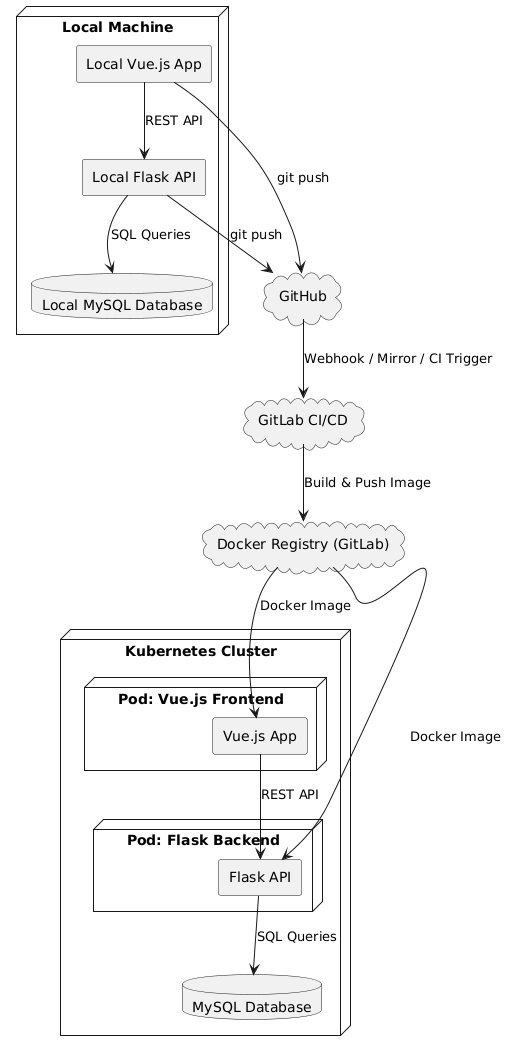 Local Machine
Local Vue.js App
REST API
Local Flask API
git push
SQL Queries
git push
Local MySQL Database
GitHub
Webhook / Mirror / CI Trigger
GitLab CI/CD
Build & Push Image
Docker Registry (GitLab)
Docker Image
Kubernetes Cluster
Pod: Vue.js Frontend
Vue.js App
Docker Image
REST API
Pod: Flask Backend
Flask API
SQL Queries
MySQL Database